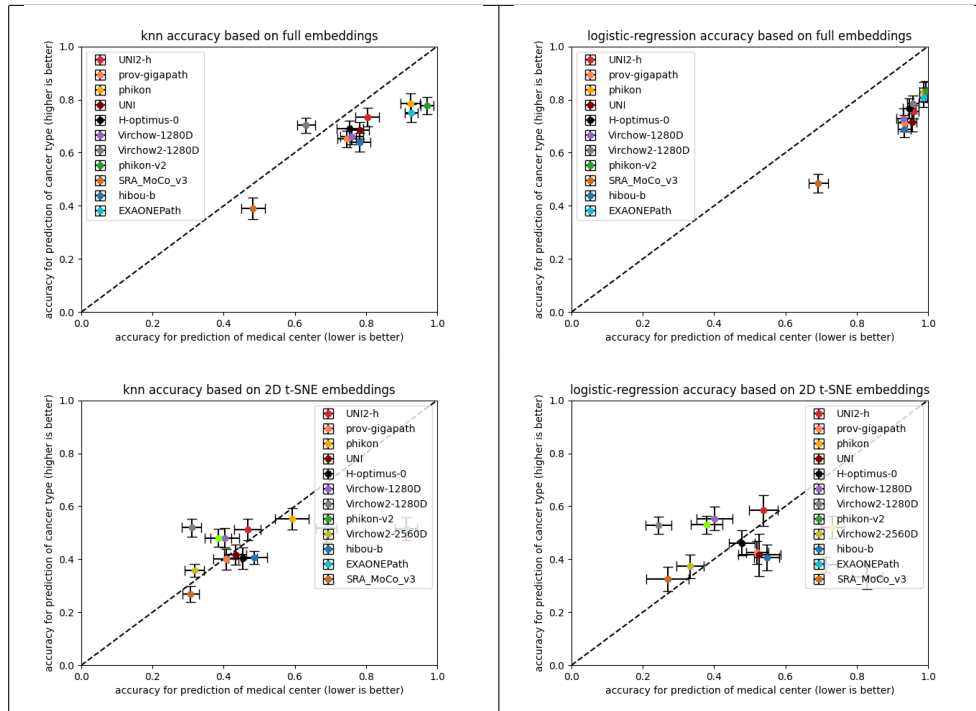 knn accuracy based on full embeddings
accuracy for prediction of cancer type (higher is better)
1.0
0.8
0.6
0.4
0.2
0.0
UNI2-h
prov-gigapath
phikon
UNI
H-optimus-0
Virchow-1280D
Virchow2-1280D
phikon-v2
SRA_MoCo_v3
hibou-b
EXAONEPath
0.0 0.2 0.4 0.6 0.8 1.0
accuracy for prediction of medical center (lower is better)
logistic-regression accuracy based on full embeddings
accuracy for prediction of cancer type (higher is better)
1.0
0.8
0.6
0.4
0.2
0.0
UNI2-h
prov-gigapath
phikon
UNI
H-optimus-0
Virchow-1280D
Virchow2-1280D
phikon-v2
SRA_MoCo_v3
hibou-b
EXAONEPath
0.0 0.2 0.4 0.6 0.8 1.0
accuracy for prediction of medical center (lower is better)
knn accuracy based on 2D t-SNE embeddings
accuracy for prediction of cancer type (higher is better)
1.0
0.8
0.6
0.4
0.2
0.0
UNI2-h
prov-gigapath
phikon
UNI
H-optimus-0
Virchow-1280D
Virchow2-1280D
phikon-v2
Virchow2-2560D
hibou-b
EXAONEPath
SRA_MoCo_v3
0.0 0.2 0.4 0.6 0.8 1.0
accuracy for prediction of medical center (lower is better)
logistic-regression accuracy based on 2D t-SNE embeddings
accuracy for prediction of cancer type (higher is better)
1.0
0.8
0.6
0.4
0.2
0.0
UNI2-h
prov-gigapath
phikon
UNI
H-optimus-0
Virchow-1280D
Virchow2-1280D
phikon-v2
Virchow2-2560D
hibou-b
EXAONEPath
SRA_MoCo_v3
0.0 0.2 0.4 0.6 0.8 1.0
accuracy for prediction of medical center (lower is better)